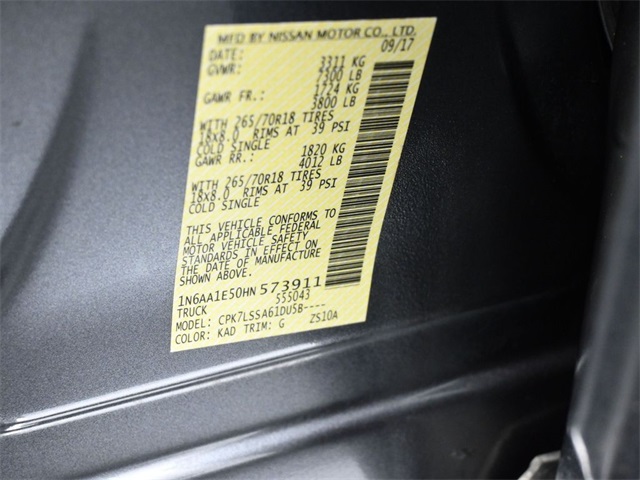 MFD BY NISSAN MOTOR CO., LTD.
DATE: 09/17
GVWR: 3311 KG
7300 LB
GAWR FR.: 1724 KG
3800 LB
WITH 265/70R18 TIRES
18X8.0 RIMS AT 39 PSI
COLD SINGLE
GAWR RR.: 1820 KG
4012 LB
WITH 265/70R18 TIRES
18X8.0 RIMS AT 39 PSI
COLD SINGLE
THIS VEHICLE CONFORMS TO
ALL APPLICABLE FEDERAL
MOTOR VEHICLE SAFETY
STANDARDS IN EFFECT ON
THE DATE OF MANUFACTURE
SHOWN ABOVE.
1N6AA1E50HN573911
TRUCK 555043
MODEL: CPK7LSSA61DU5B----
COLOR: KAD TRIM: G ZS10A